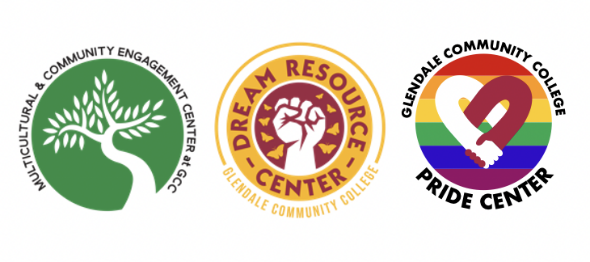 MULTICULTURAL & COMMUNITY ENGAGEMENT CENTER at GCC
DREAM RESOURCE
- CENTER -
GLENDALE COMMUNITY COLLEGE
GLENDALE COMMUNITY COLLEGE
PRIDE CENTER